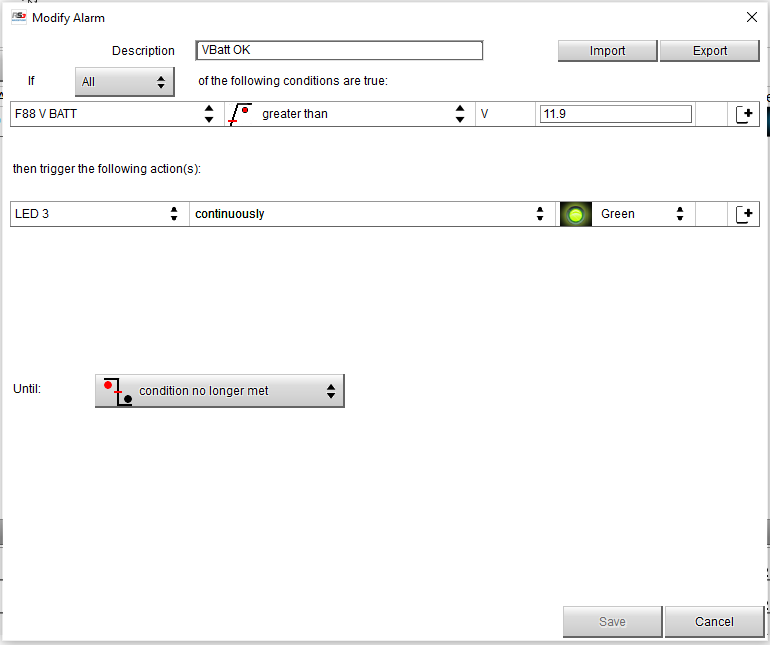 Modify Alarm
Description VBatt OK Import Export
If All of the following conditions are true:
F88 V BATT greater than V 11.9
then trigger the following action(s):
LED 3 continuously Green
Until: condition no longer met
Save Cancel